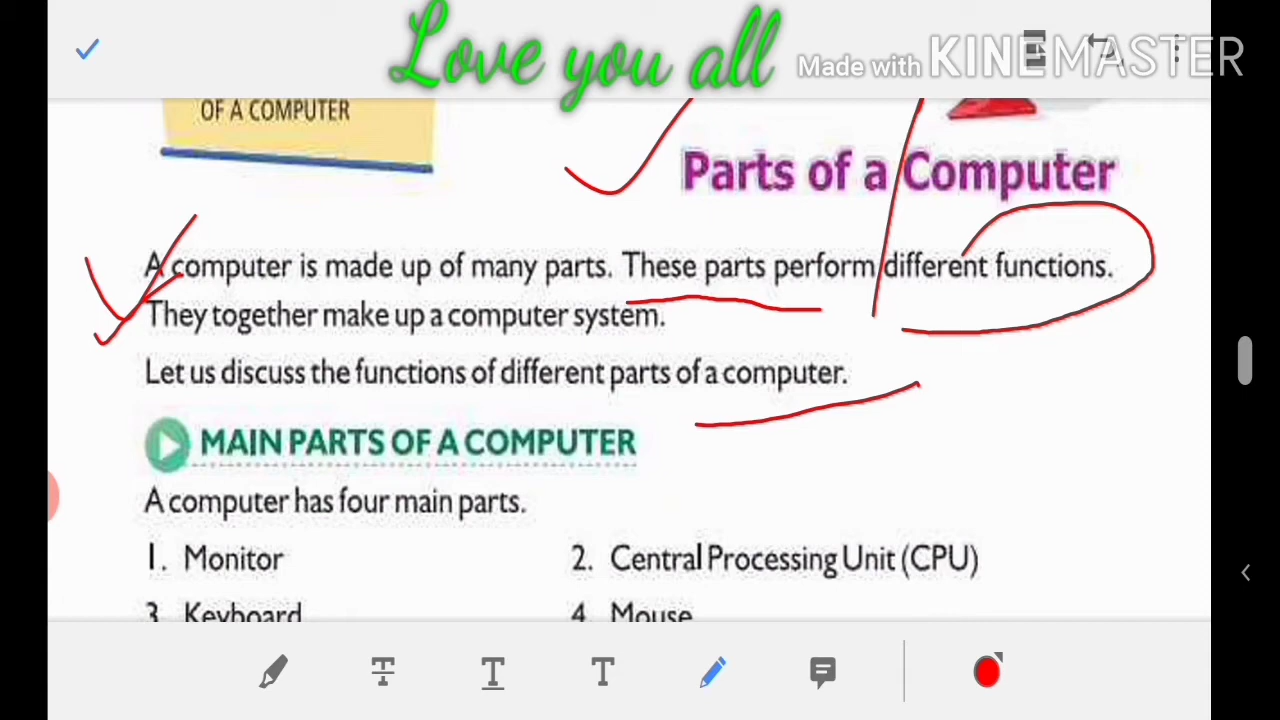 Love you all
Made with KINEMASTER
OF A COMPUTER
Parts of a Computer
A computer is made up of many parts. These parts perform different functions.
They together make up a computer system.
Let us discuss the functions of different parts of a computer.
MAIN PARTS OF A COMPUTER
A computer has four main parts.
1. Monitor
2. Central Processing Unit (CPU)
3. Keyboard
4. Mouse